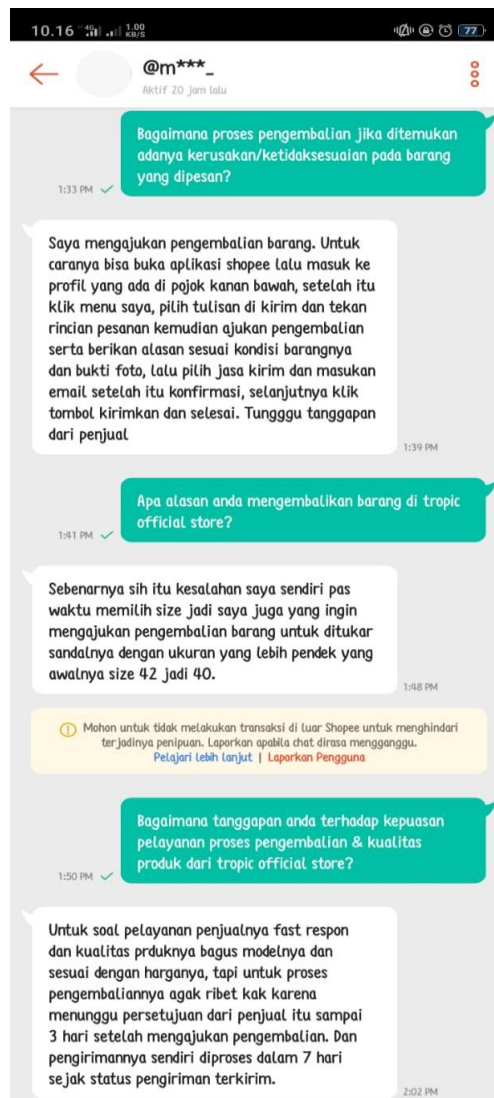 10.16 4G 1.00 KB/S 77
@m***_
Aktif 20 jam lalu
Bagaimana proses pengembalian jika ditemukan
adanya kerusakan/ketidaksesuaian pada barang
yang dipesan?
1:33 PM
Saya mengajukan pengembalian barang. Untuk
caranya bisa buka aplikasi shopee lalu masuk ke
profil yang ada di pojok kanan bawah, setelah itu
klik menu saya, pilih tulisan di kirim dan tekan
rincian pesanan kemudian ajukan pengembalian
serta berikan alasan sesuai kondisi barangnya
dan bukti foto, lalu pilih jasa kirim dan masukan
email setelah itu konfirmasi, selanjutnya klik
tombol kirimkan dan selesai. Tungggu tanggapan
dari penjual
1:39 PM
Apa alasan anda mengembalikan barang di tropic
official store?
1:41 PM
Sebenarnya sih itu kesalahan saya sendiri pas
waktu memilih size jadi saya juga yang ingin
mengajukan pengembalian barang untuk ditukar
sandalnya dengan ukuran yang lebih pendek yang
awalnya size 42 jadi 40.
1:48 PM
Mohon untuk tidak melakukan transaksi di luar Shopee untuk menghindari
terjadinya penipuan. Laporkan apabila chat dirasa mengganggu.
Pelajari lebih lanjut | Laporkan Pengguna
Bagaimana tanggapan anda terhadap kepuasan
pelayanan proses pengembalian & kualitas
produk dari tropic official store?
1:50 PM
Untuk soal pelayanan penjualnya fast respon
dan kualitas prduknya bagus modelnya dan
sesuai dengan harganya, tapi untuk proses
pengembaliannya agak ribet kak karena
menunggu persetujuan dari penjual itu sampai
3 hari setelah mengajukan pengembalian. Dan
pengirimannya sendiri diproses dalam 7 hari
sejak status pengiriman terkirim.
2:02 PM